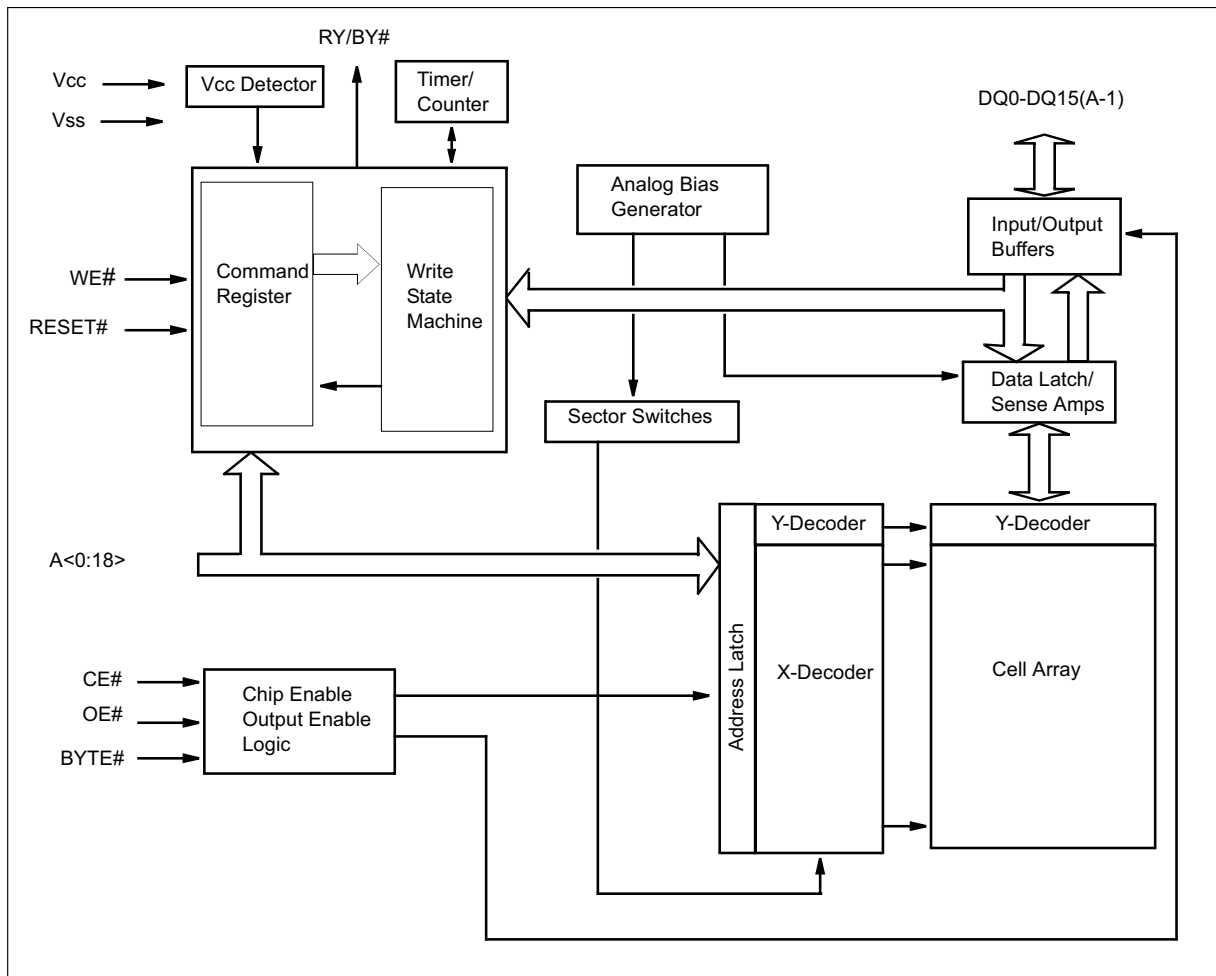 RY/BY#
Vcc
Vcc Detector
Timer/
Counter
Vss
DQ0-DQ15(A-1)
Analog Bias
Generator
Input/Output
Buffers
WE#
Command
Register
Write
State
Machine
RESET#
Data Latch/
Sense Amps
Sector Switches
Y-Decoder
Y-Decoder
A<0:18>
Address Latch
X-Decoder
Cell Array
CE#
OE#
BYTE#
Chip Enable
Output Enable
Logic